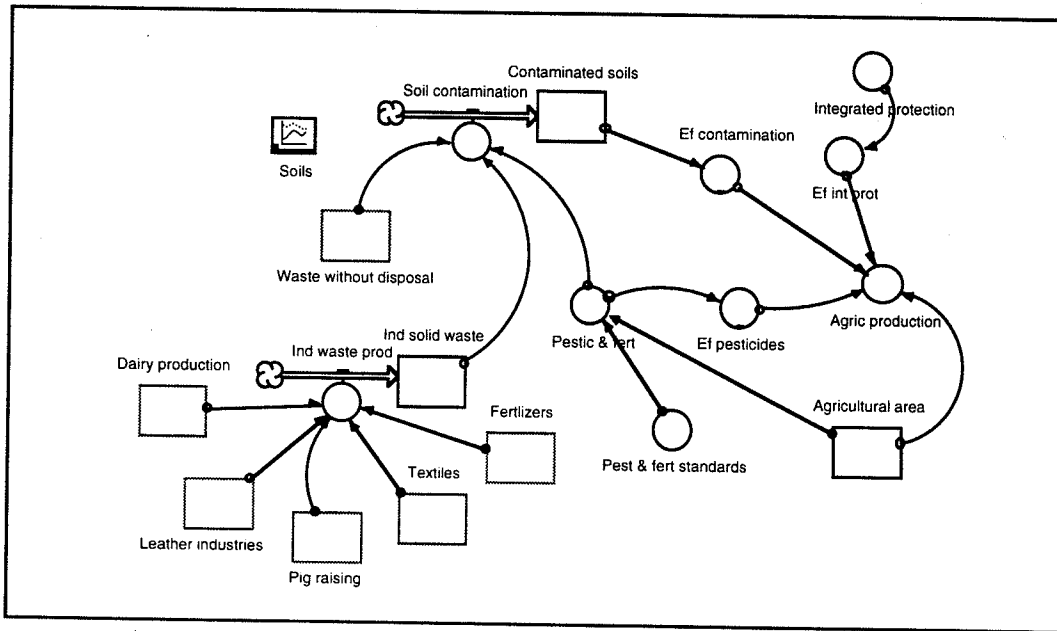 Contaminated soils
Soil contamination
Integrated protection
Ef contamination
Soils
Ef int prot
Waste without disposal
Agric production
Ind solid waste
Pestic & fert
Ef pesticides
Ind waste prod
Dairy production
Fertlizers
Agricultural area
Pest & fert standards
Textiles
Leather industries
Pig raising